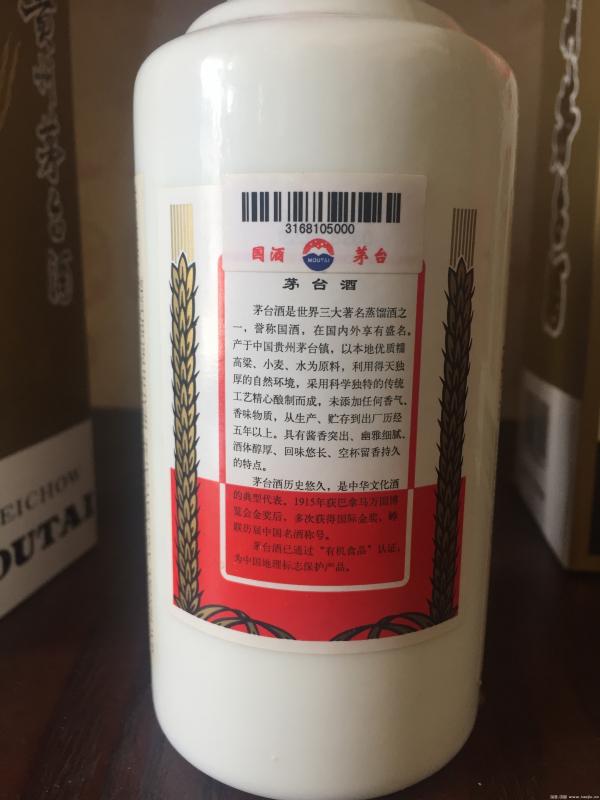 贵州茅台酒
EICHOW
OUTAI
3168105000
国酒 茅台
MOUTAI
茅台酒
茅台酒是世界三大著名蒸馏酒之
一，誉称国酒，在国内外享有盛名。
产于中国贵州茅台镇，以本地优质糯
高粱、小麦、水为原料，利用得天独
厚的自然环境，采用科学独特的传统
工艺精心酿制而成，未添加任何香气、
香味物质，从生产、贮存到出厂历经
五年以上。具有酱香突出、幽雅细腻、
酒体醇厚、回味悠长、空杯留香持久
的特点。
茅台酒历史悠久，是中华文化酒
的典型代表。1915年获巴拿马万国博
览会金奖后，多次获得国际金奖，蝉
联历届中国名酒称号。
茅台酒已通过“有机食品”认证，
为中国地理标志保护产品。